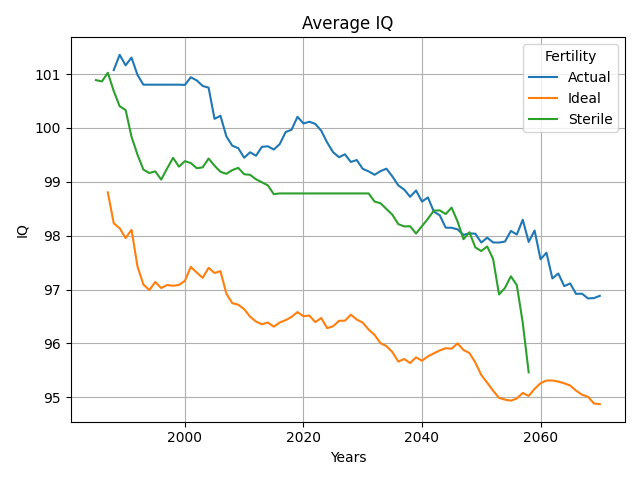 Average IQ
Fertility
Actual
Ideal
Sterile
IQ
101
100
99
98
97
96
95
2000
2020
2040
2060
Years